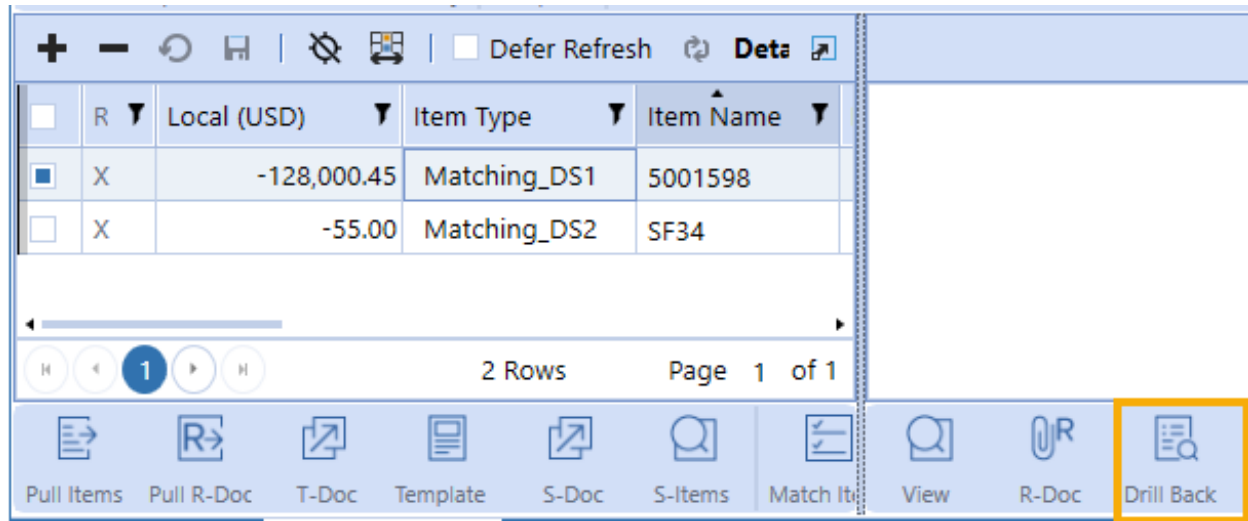 Defer Refresh Deta
R Local (USD) Item Type Item Name
X -128,000.45 Matching_DS1 5001598
X -55.00 Matching_DS2 SF34
1 2 Rows Page 1 of 1
R R
Pull Items Pull R-Doc T-Doc Template S-Doc S-Items Match Ite View R-Doc Drill Back